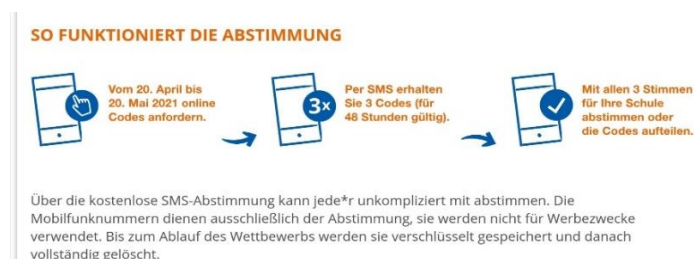 SO FUNKTIONIERT DIE ABSTIMMUNG
Vom 20. April bis
20. Mai 2021 online
Codes anfordern.
3x
Per SMS erhalten
Sie 3 Codes (für
48 Stunden gültig).
Mit allen 3 Stimmen
für Ihre Schule
abstimmen oder
die Codes aufteilen.
Über die kostenlose SMS-Abstimmung kann jede*r unkompliziert mit abstimmen. Die
Mobilfunknummern dienen ausschließlich der Abstimmung, sie werden nicht für Werbezwecke
verwendet. Bis zum Ablauf des Wettbewerbs werden sie verschlüsselt gespeichert und danach
vollständig gelöscht.